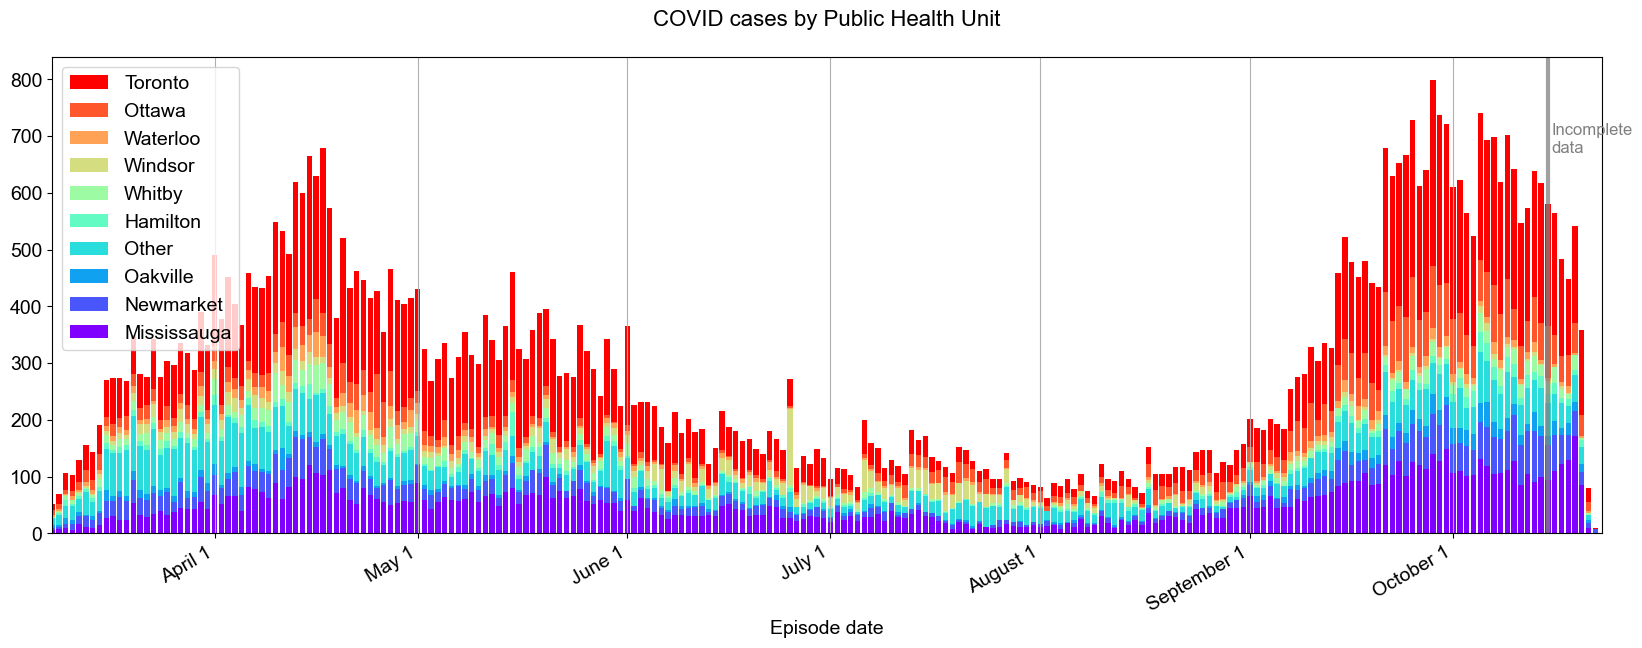 COVID cases by Public Health Unit
800
700
600
500
400
300
200
100
0
Toronto
Ottawa
Waterloo
Windsor
Whitby
Hamilton
Other
Oakville
Newmarket
Mississauga
Incomplete
data
April 1
May 1
June 1
July 1
August 1
September 1
October 1
Episode date